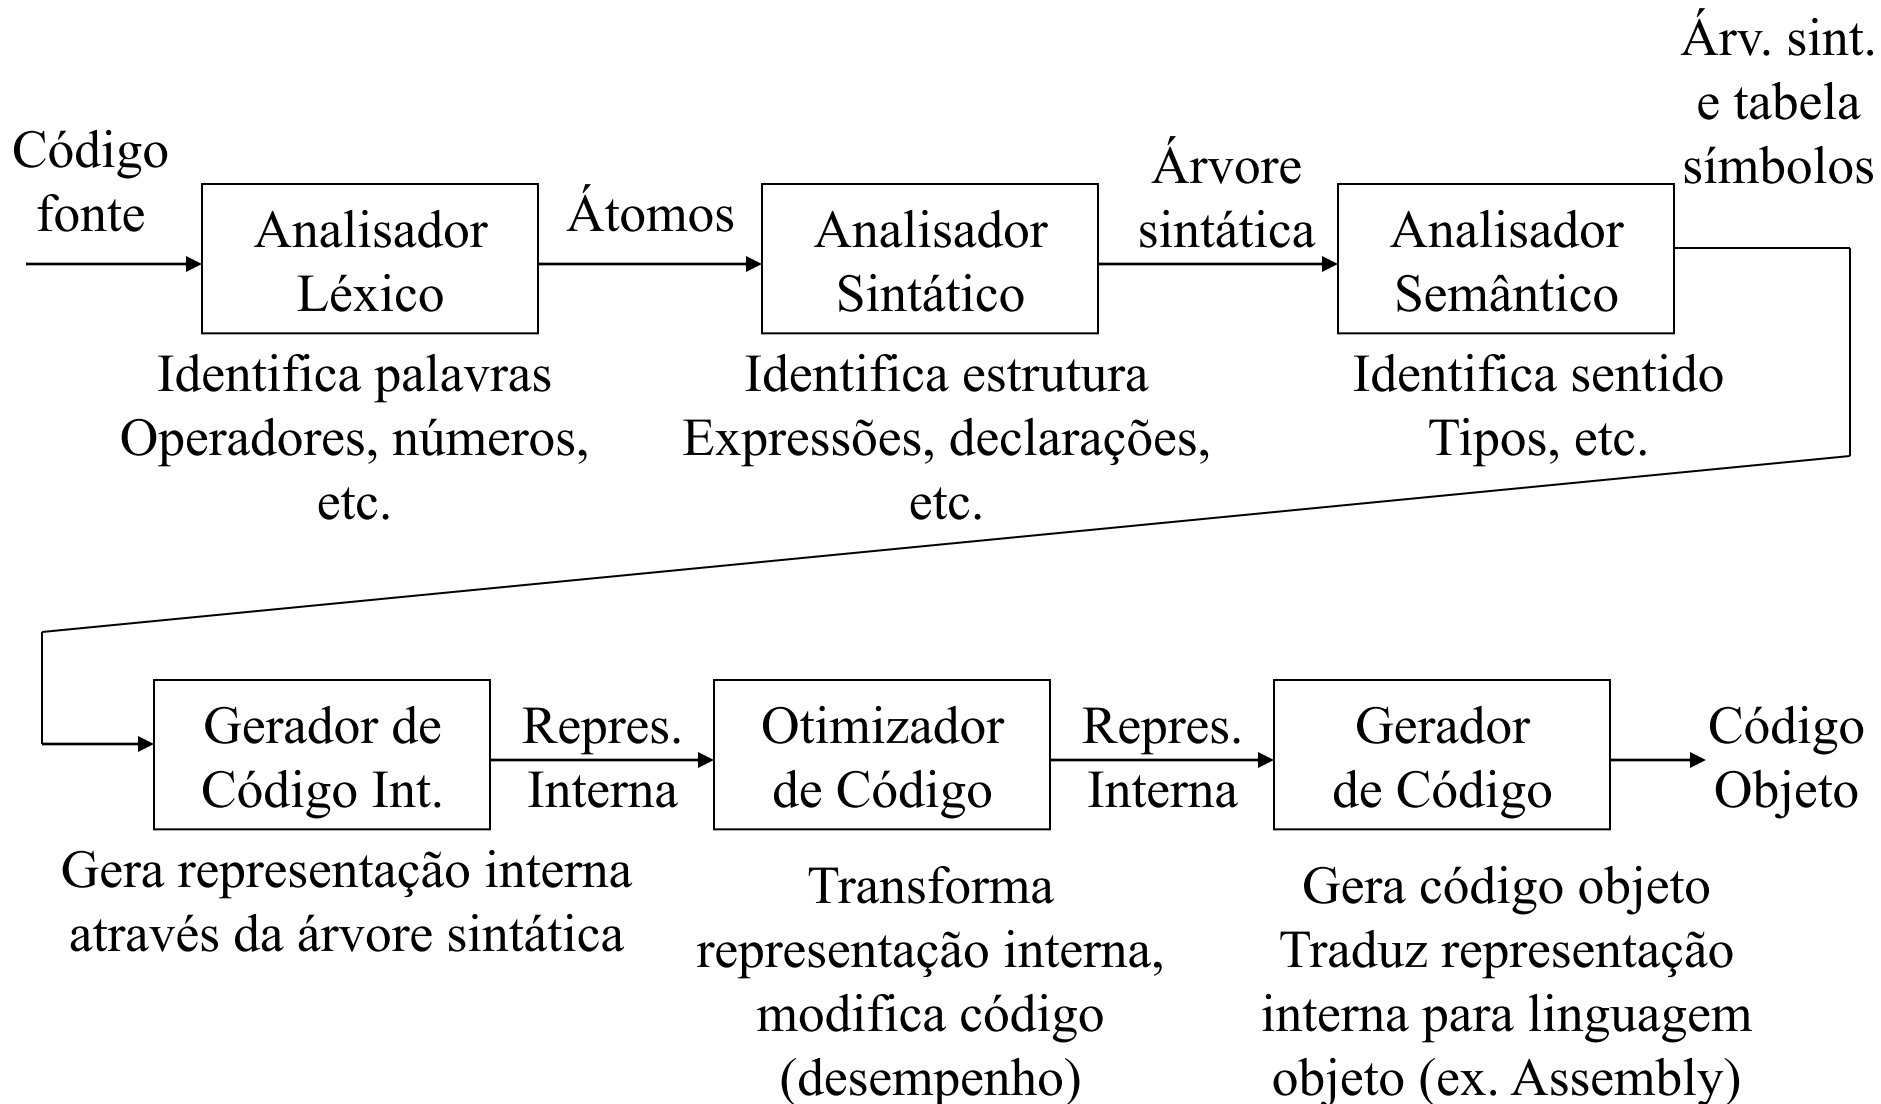 Código
fonte
Analisador
Léxico
Átomos
Analisador
Sintático
Árvore
sintática
Analisador
Semântico
Árv. sint.
e tabela
símbolos
Identifica palavras
Operadores, números,
etc.
Identifica estrutura
Expressões, declarações,
etc.
Identifica sentido
Tipos, etc.
Gerador de
Código Int.
Repres.
Interna
Otimizador
de Código
Repres.
Interna
Gerador
de Código
Código
Objeto
Gera representação interna
através da árvore sintática
Transforma
representação interna,
modifica código
(desempenho)
Gera código objeto
Traduz representação
interna para linguagem
objeto (ex. Assembly)